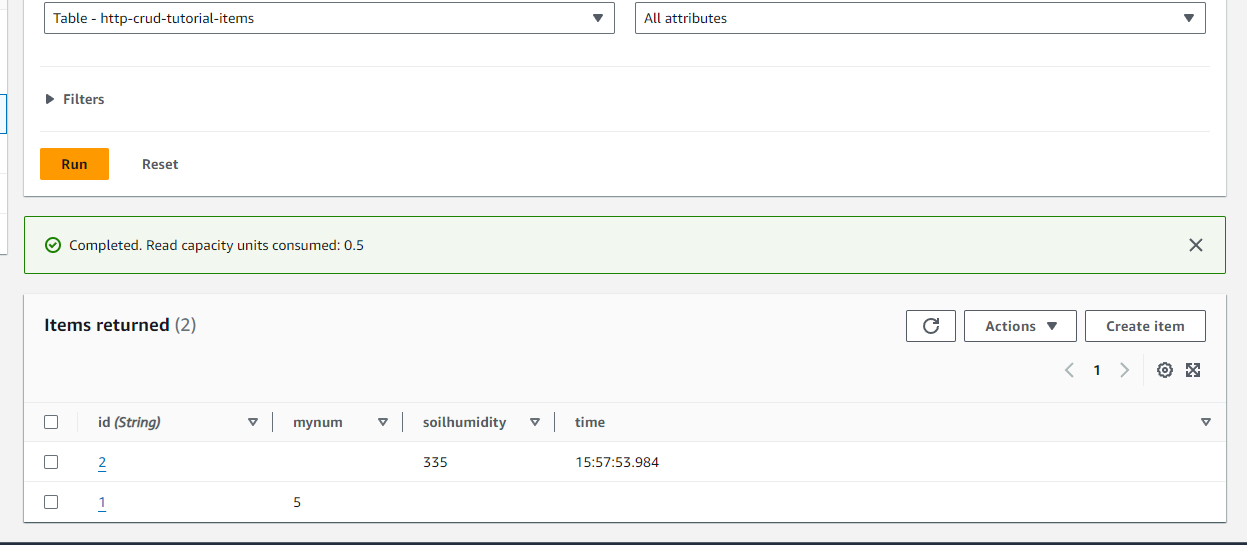 Table - http-crud-tutorial-items All attributes
Filters
Run Reset
Completed. Read capacity units consumed: 0.5
Items returned (2) Actions Create item
1
id (String) mynum soilhumidity time
2 335 15:57:53.984
1 5